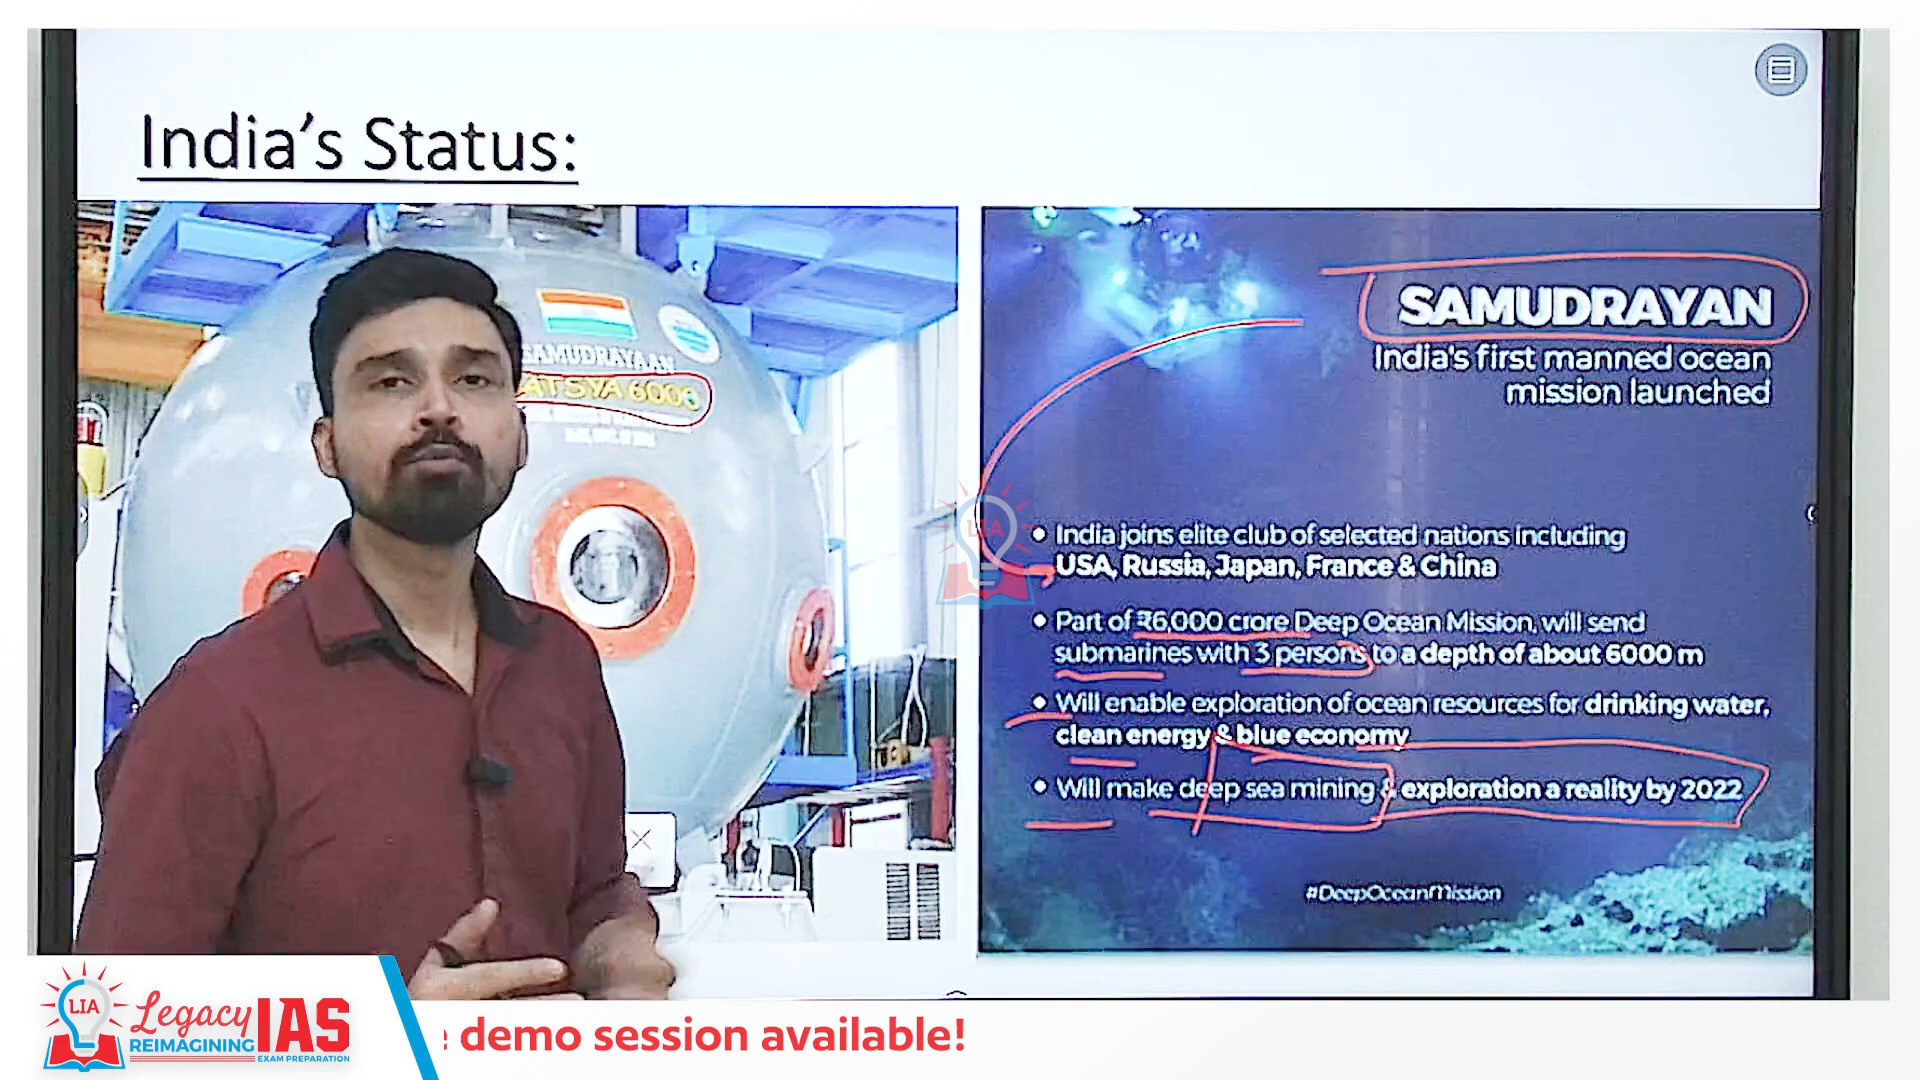 India's Status:
SAMUDRAYAAN
ATSYA 6000
SAMUDRAYAN
India's first manned ocean
mission launched
LIA
• India joins elite club of selected nations including
USA, Russia, Japan, France & China
• Part of ₹6,000 crore Deep Ocean Mission, will send
submarines with 3 persons to a depth of about 6000 m
• Will enable exploration of ocean resources for drinking water,
clean energy & blue economy
• Will make deep sea mining & exploration a reality by 2022
#DeepOceanMission
LIA
Legacy IAS
REIMAGINING
EXAM PREPARATION
demo session available!